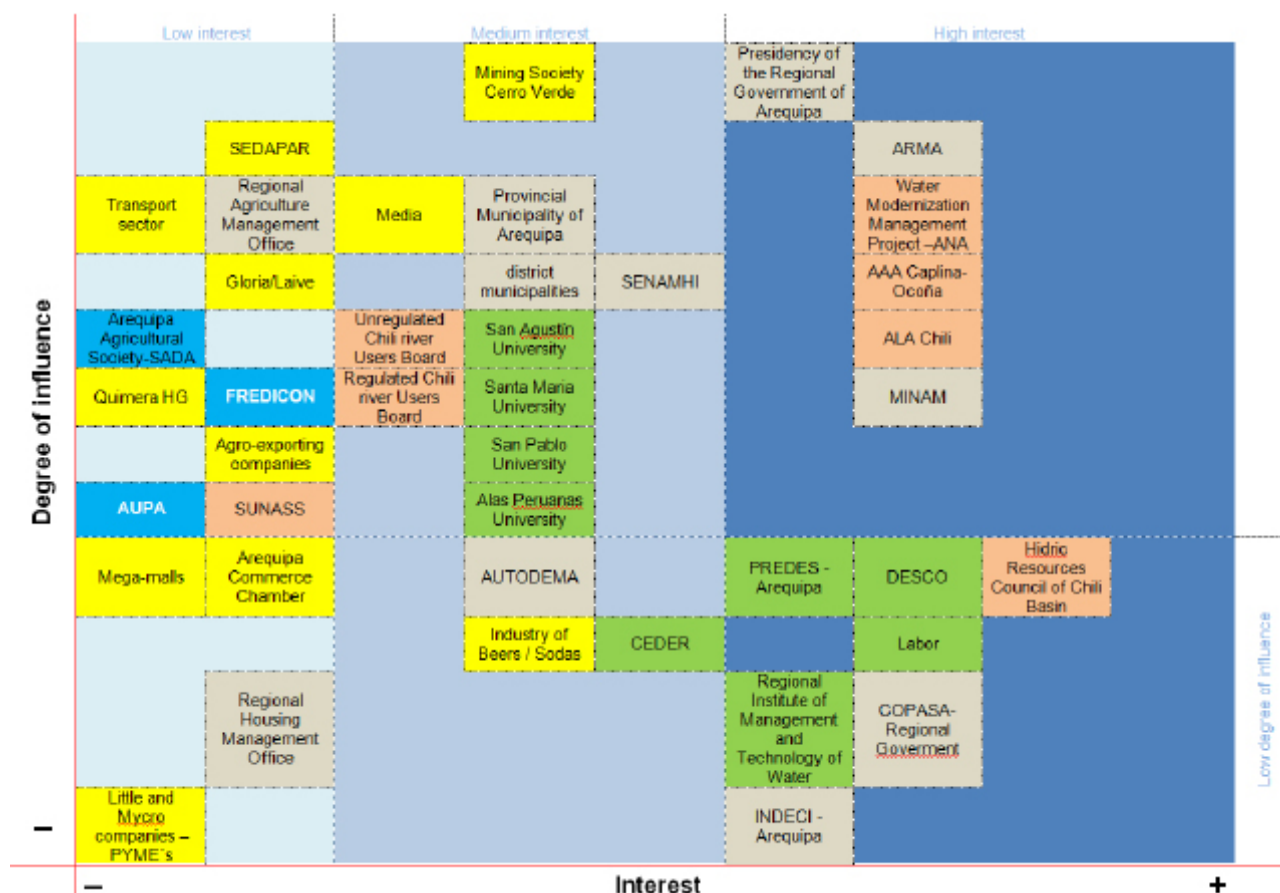 Low interest
Medium interest
High interest
Mining Society
Cerro Verde
Presidency of
the Regional
Government of
Arequipa
SEDAPAR
ARMA
Transport
sector
Regional
Agriculture
Management
Office
Media
Provincial
Municipality of
Arequipa
Water
Modernization
Management
Project –ANA
Gloria/Laive
district
municipalities
SENAMHI
AAA Caplina-
Ocoña
Arequipa
Agricultural
Society-SADA
Unregulated
Chili river
Users Board
San Agustín
University
ALA Chili
Quimera HG
FREDICON
Regulated Chili
river Users
Board
Santa Maria
University
MINAM
Agro-exporting
companies
San Pablo
University
AUPA
SUNASS
Alas Peruanas
University
Mega-malls
Arequipa
Commerce
Chamber
AUTODEMA
PREDES -
Arequipa
DESCO
Hidric
Resources
Council of Chili
Basin
Industry of
Beers / Sodas
CEDER
Labor
Regional
Housing
Management
Office
Regional
Institute of
Management
and
Technology of
Water
COPASA-
Regional
Goverment
Little and
Mycro
companies –
PYME´s
INDECI -
Arequipa
Degree of influence
Low degree of influence
–
–
Interest
+